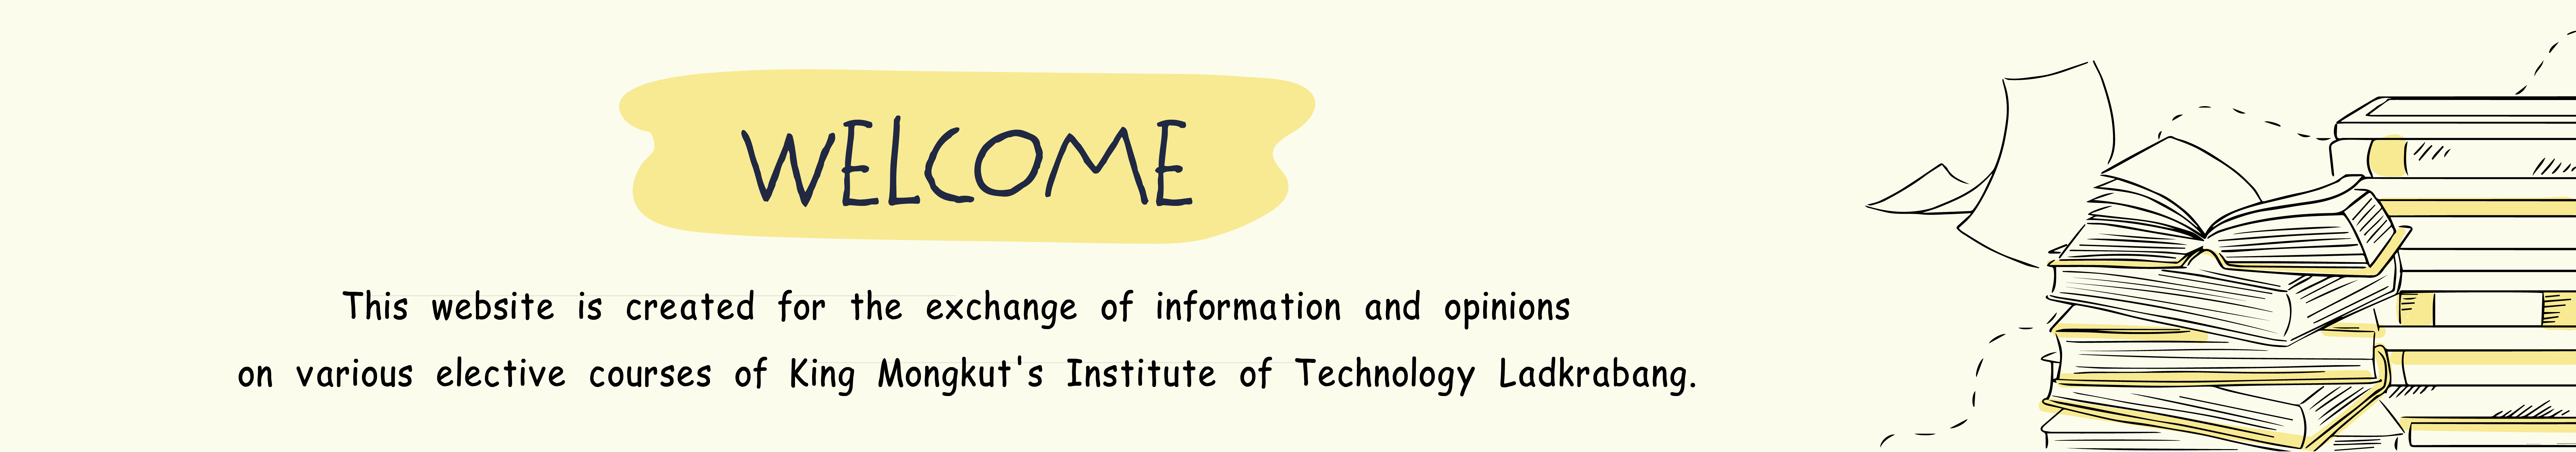 WELCOME
This website is created for the exchange of information and opinions
on various elective courses of King Mongkut's Institute of Technology Ladkrabang.